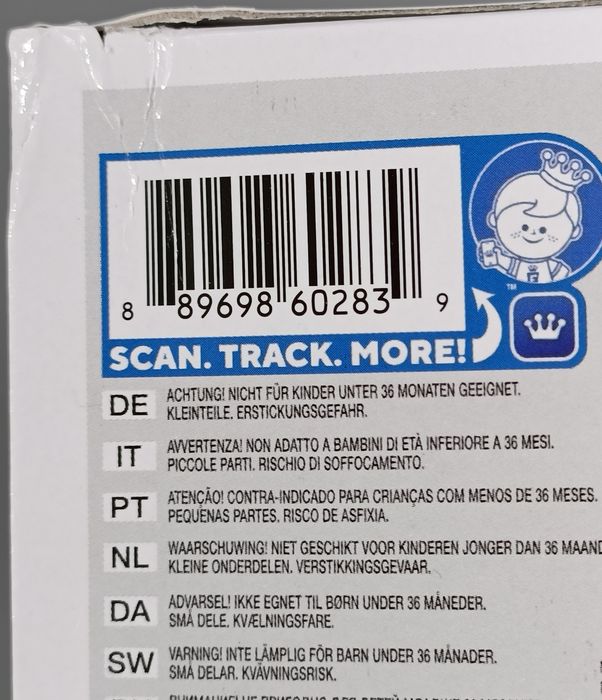 8 89698 60283 9
™
SCAN. TRACK. MORE!
DE ACHTUNG! NICHT FÜR KINDER UNTER 36 MONATEN GEEIGNET.
KLEINTEILE. ERSTICKUNGSGEFAHR.
IT AVVERTENZA! NON ADATTO A BAMBINI DI ETÀ INFERIORE A 36 MESI.
PICCOLE PARTI. RISCHIO DI SOFFOCAMENTO.
PT ATENÇÃO! CONTRA-INDICADO PARA CRIANÇAS COM MENOS DE 36 MESES.
PEQUENAS PARTES. RISCO DE ASFIXIA.
NL WAARSCHUWING! NIET GESCHIKT VOOR KINDEREN JONGER DAN 36 MAAND
KLEINE ONDERDELEN. VERSTIKKINGSGEVAAR.
DA ADVARSEL! IKKE EGNET TIL BØRN UNDER 36 MÅNEDER.
SMÅ DELE. KVÆLNINGSFARE.
SW VARNING! INTE LÄMPLIG FÖR BARN UNDER 36 MÅNADER.
SMÅ DELAR. KVÄVNINGSRISK.